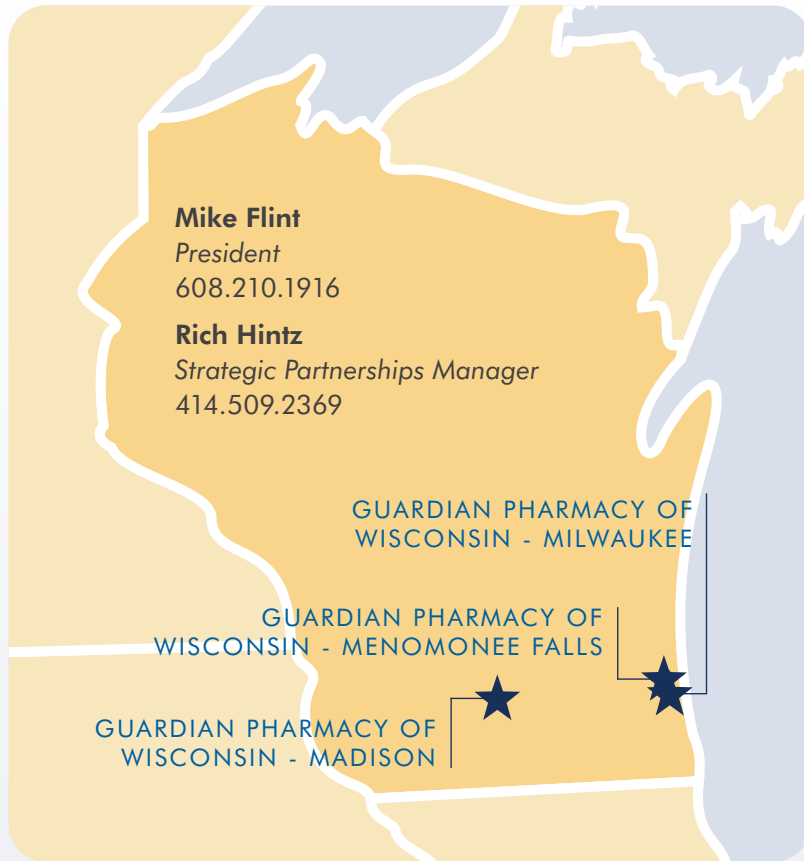 Mike Flint
President
608.210.1916
Rich Hintz
Strategic Partnerships Manager
414.509.2369
GUARDIAN PHARMACY OF
WISCONSIN - MILWAUKEE
GUARDIAN PHARMACY OF
WISCONSIN - MENOMONEE FALLS
GUARDIAN PHARMACY OF
WISCONSIN - MADISON